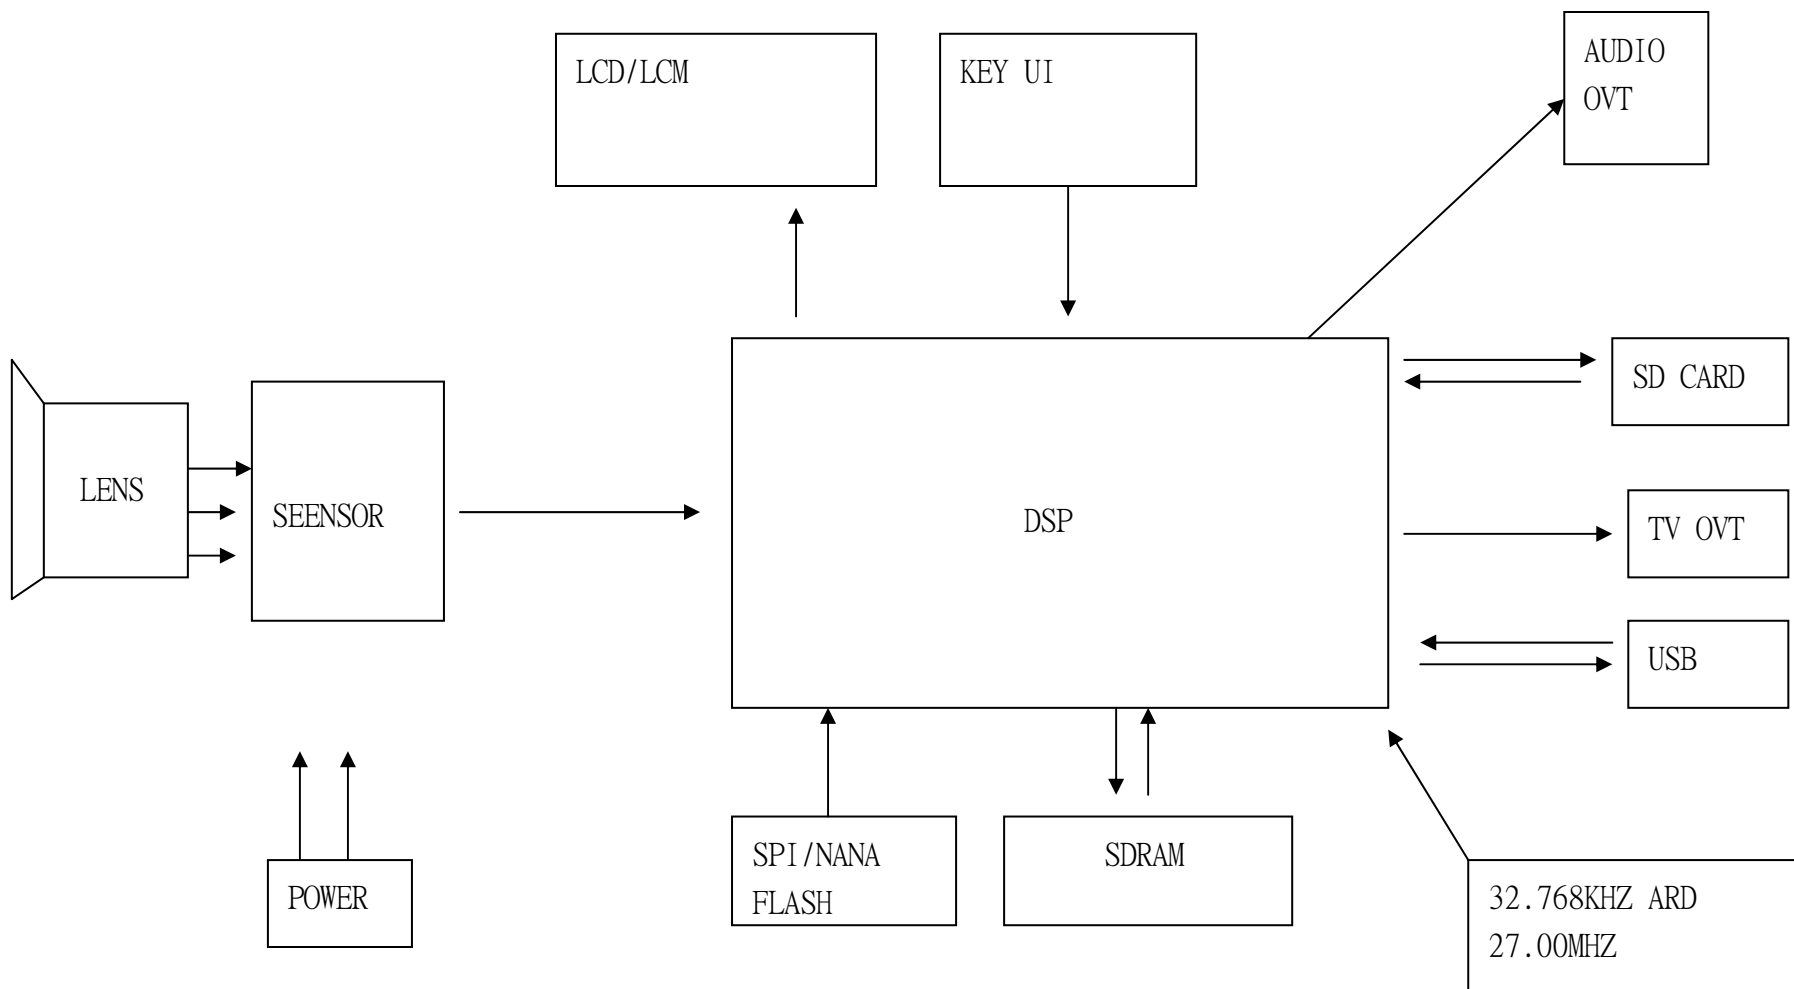 LCD/LCM
KEY UI
AUDIO
OVT
SD CARD
LENS
SEENSOR
DSP
TV OVT
USB
SPI/NANA
FLASH
SDRAM
POWER
32.768KHZ ARD
27.00MHZ